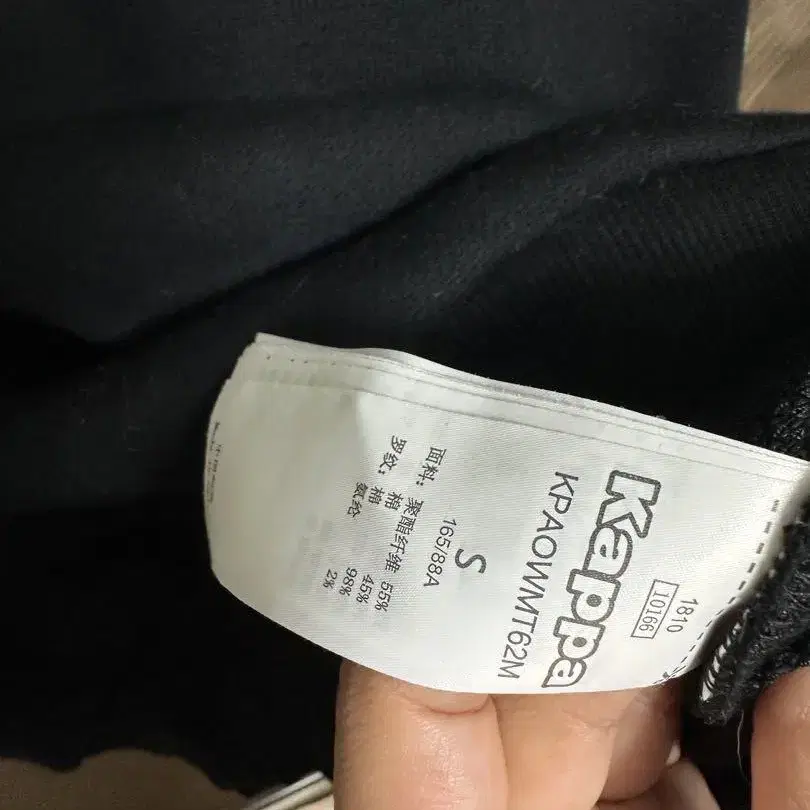 1810
10166
Kappa
KPAOWMT62M
S
165/88A
面料：聚酯纤维 55%
棉 45%
罗纹：棉 98%
氨纶 2%